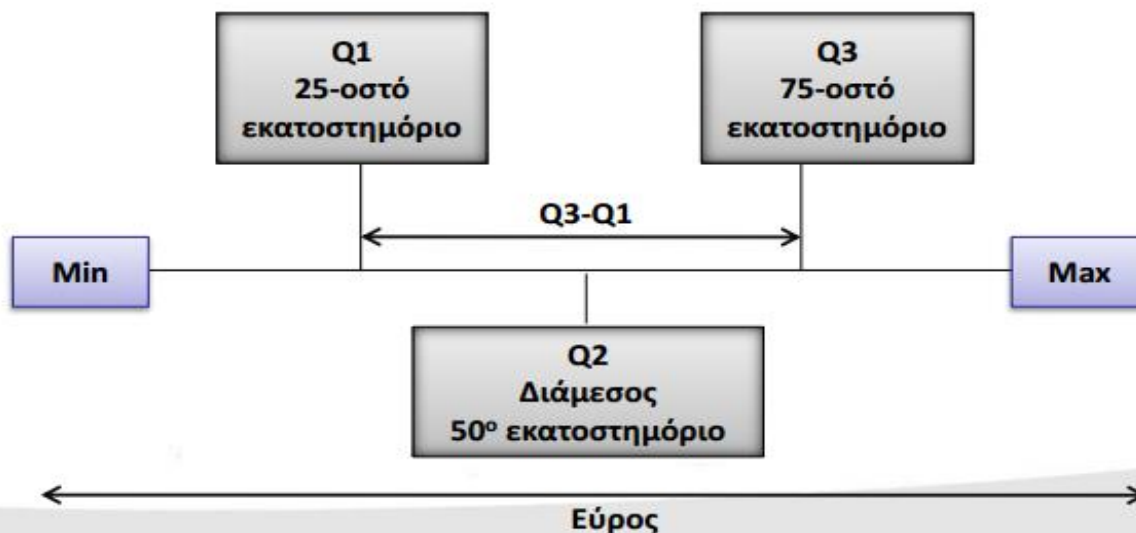 Q1
25-οστό
εκατοστημόριο
Q3
75-οστό
εκατοστημόριο
Q3-Q1
Min
Max
Q2
Διάμεσος
50ο εκατοστημόριο
Εύρος